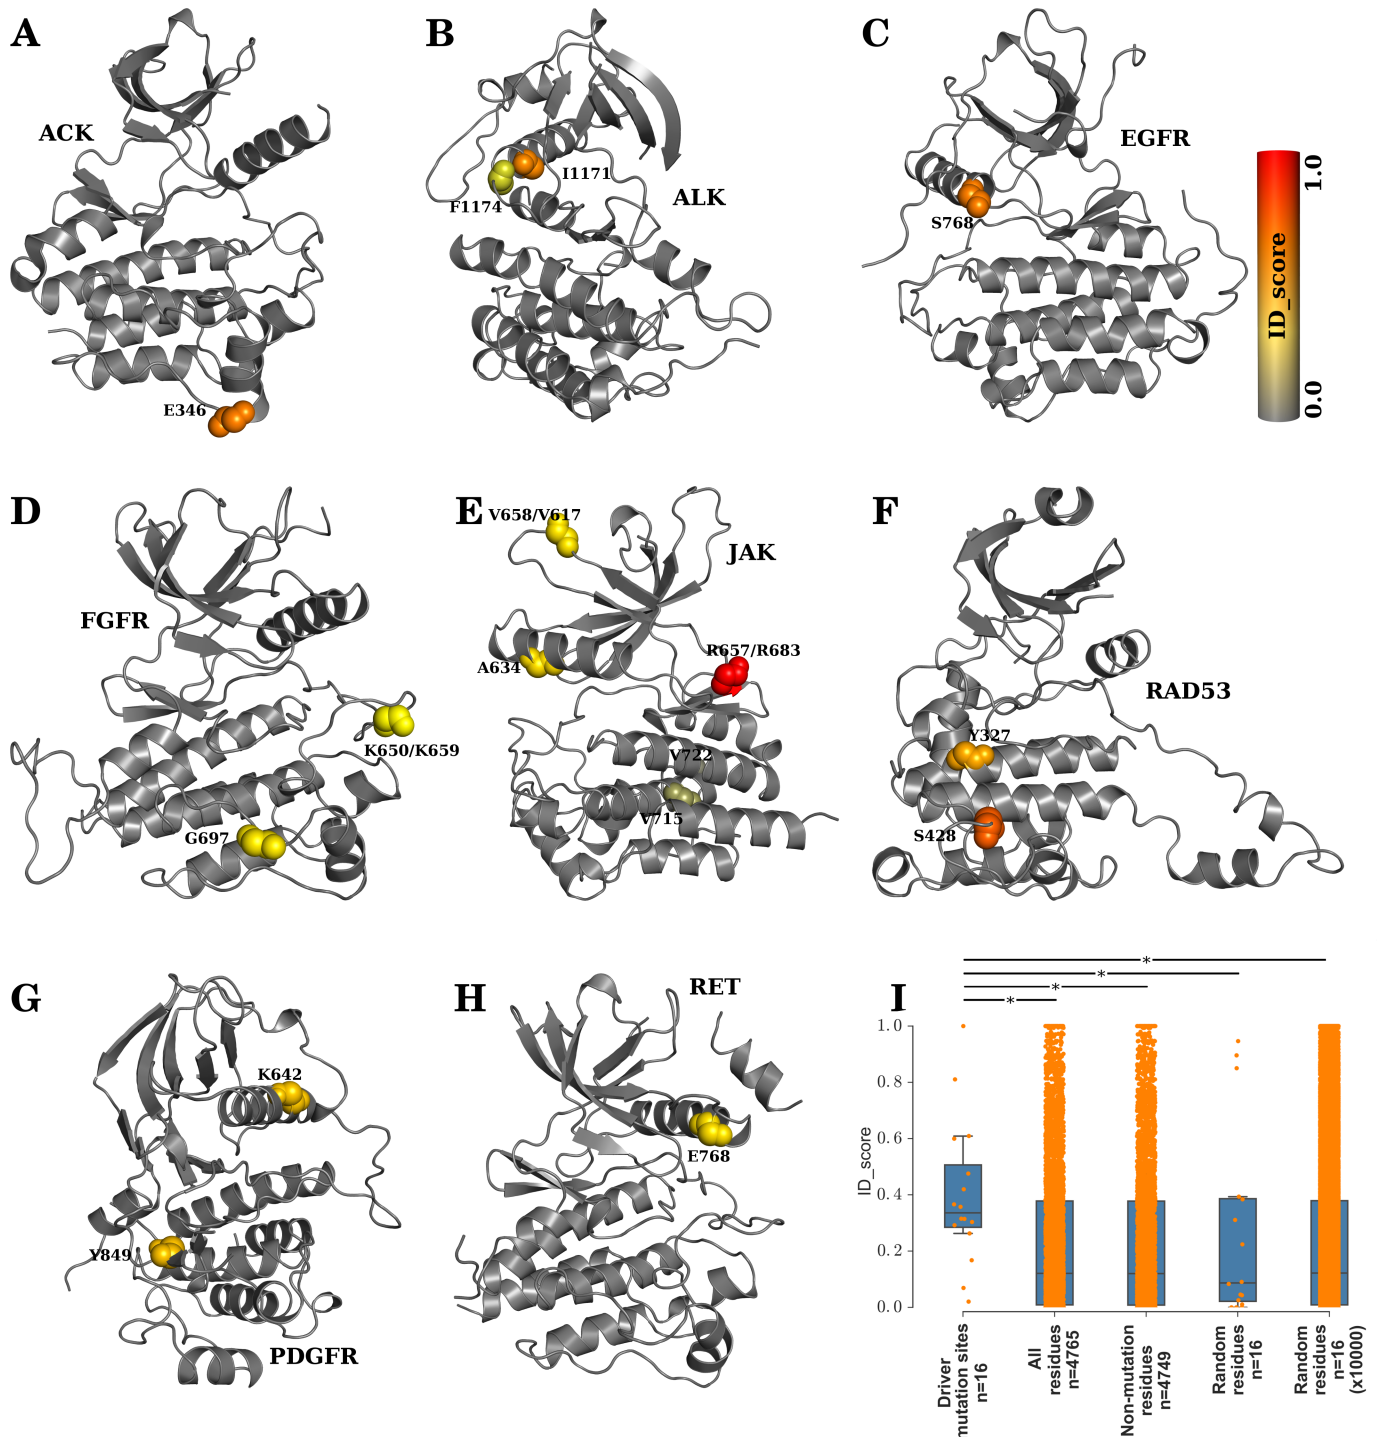 A
ACK
E346
B
I1171
F1174
ALK
C
EGFR
S768
1.0
ID_score
0.0
D
FGFR
K650/K659
G697
E
V658/V617
JAK
R657/R683
A634
V722
V715
F
RAD53
Y327
S428
G
K642
Y849
PDGFR
H
RET
E768
I
*
*
*
*
1.0
0.8
0.6
0.4
0.2
0.0
ID_score
Driver
mutation sites
n=16
All
residues
n=4765
Non-mutation
residues
n=4749
Random
residues
n=16
Random
residues
n=16
(x10000)